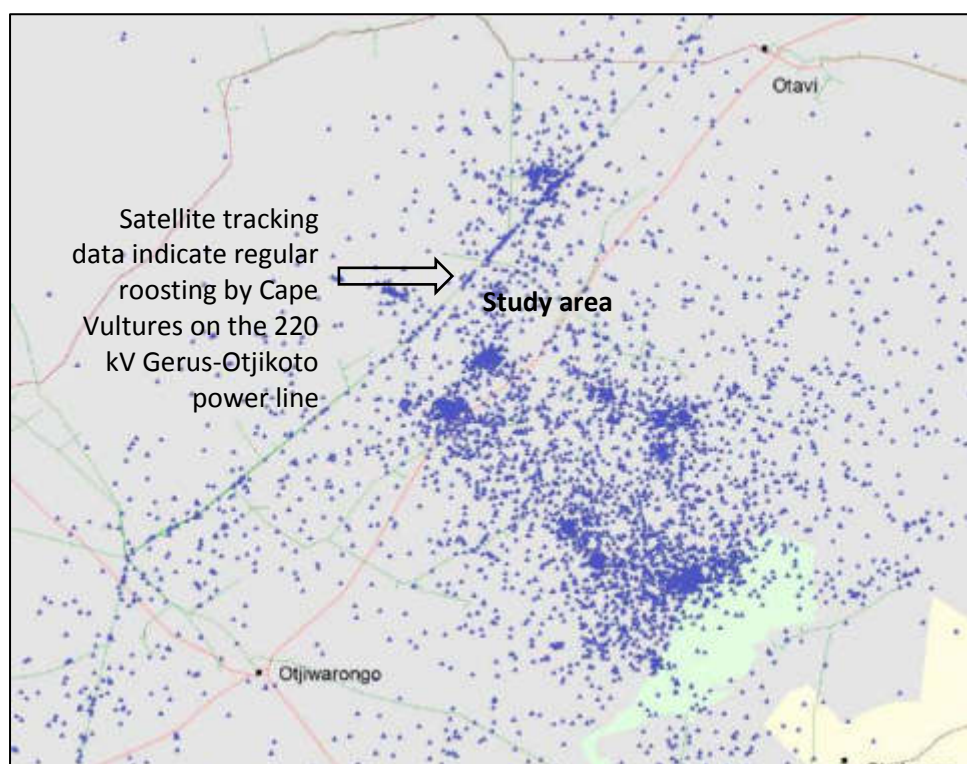 Otavi
Satellite tracking
data indicate regular
roosting by Cape
Vultures on the 220
kV Gerus-Otjikoto
power line
Study area
Otjiwarongo